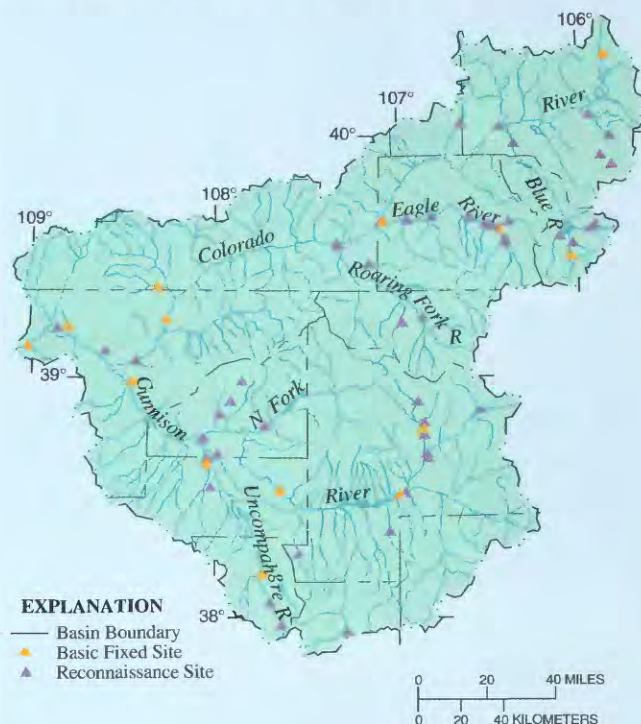 106°
River
107°
40°
Blue R
108°
Eagle
River
109°
Colorado
Roaring Fork R
39°
Gunnison
N Fork
River
Uncompahgre R
38°
EXPLANATION
Basin Boundary
Basic Fixed Site
Reconnaissance Site
0 20 40 MILES
0 20 40 KILOMETERS